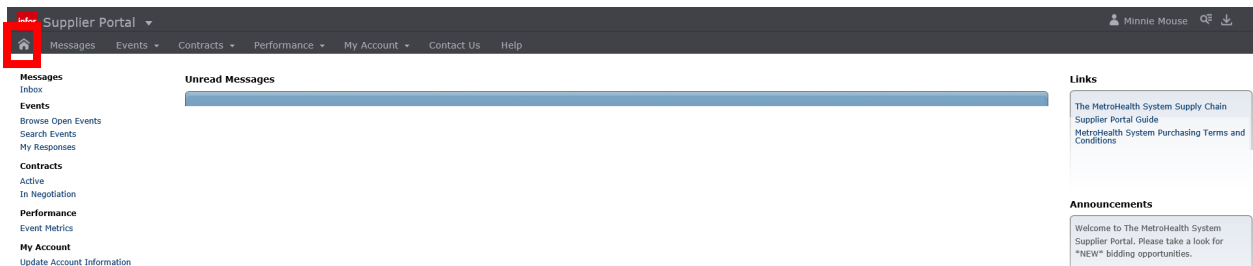 infor Supplier Portal
Minnie Mouse
Messages Events Contracts Performance My Account Contact Us Help
Messages
Inbox
Events
Browse Open Events
Search Events
My Responses
Contracts
Active
In Negotiation
Performance
Event Metrics
My Account
Update Account Information
Unread Messages
Links
The MetroHealth System Supply Chain
Supplier Portal Guide
MetroHealth System Purchasing Terms and
Conditions
Announcements
Welcome to The MetroHealth System
Supplier Portal. Please take a look for
*NEW* bidding opportunities.